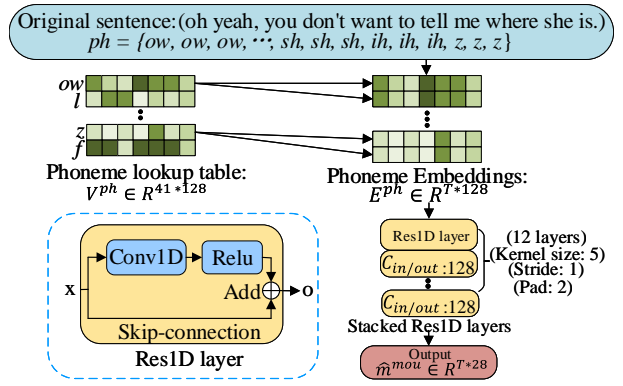 Original sentence:(oh yeah, you don't want to tell me where she is.)
ph = {ow, ow, ow, ⋯, sh, sh, sh, ih, ih, ih, z, z, z}
ow
l
z
f
Phoneme lookup table:
V^{ph} ∈ R^{41*128}
Phoneme Embeddings:
E^{ph} ∈ R^{T*128}
Conv1D
Relu
x
Add
o
Skip-connection
Res1D layer
Res1D layer
C_{in/out}:128
C_{in/out}:128
(12 layers)
(Kernel size: 5)
(Stride: 1)
(Pad: 2)
Stacked Res1D layers
Output
m̂^{mou} ∈ R^{T*28}